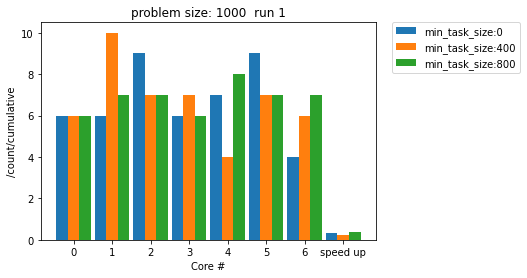 problem size: 1000  run 1
min_task_size:0
min_task_size:400
min_task_size:800
/count/cumulative
10
8
6
4
2
0
0 1 2 3 4 5 6 speed up
Core #